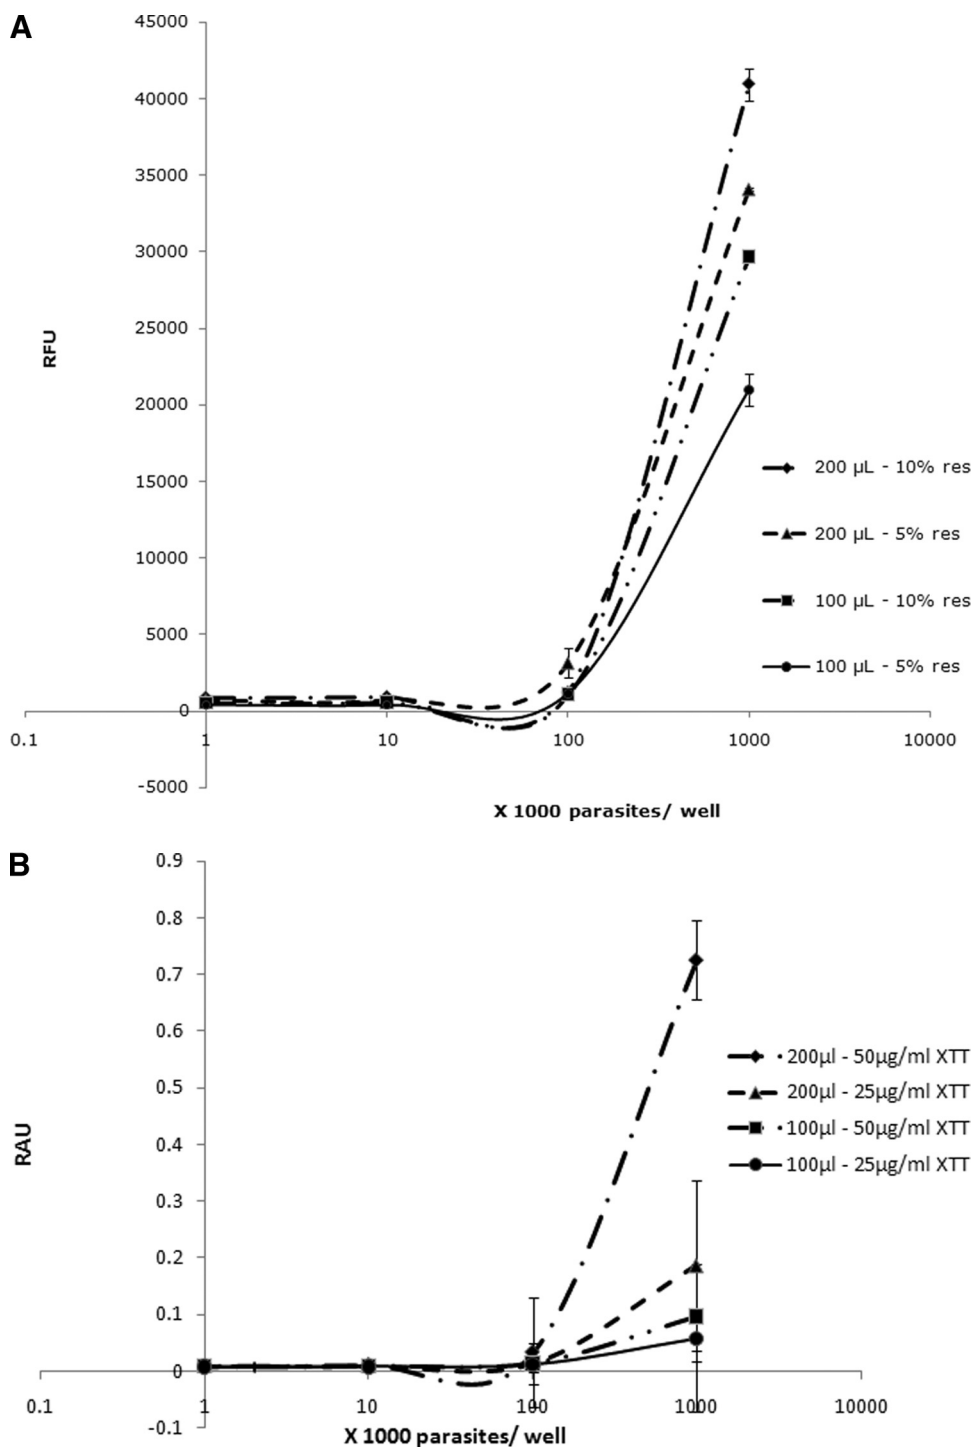 A
45000
40000
35000
30000
25000
20000
15000
10000
5000
0
-5000
RFU
0.1 1 10 100 1000 10000
X 1000 parasites/ well
200 µL - 10% res
200 µL - 5% res
100 µL - 10% res
100 µL - 5% res
B
0.9
0.8
0.7
0.6
0.5
0.4
0.3
0.2
0.1
0
-0.1
RAU
0.1 1 10 100 1000 10000
X 1000 parasites/ well
200µl - 50µg/ml XTT
200µl - 25µg/ml XTT
100µl - 50µg/ml XTT
100µl - 25µg/ml XTT